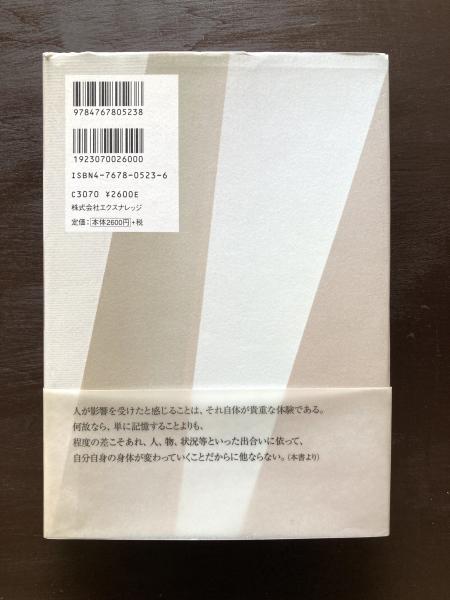 9784767805238
1923070026000
ISBN4-7678-0523-6
C3070 ¥2600E
株式会社エクスナレッジ
定価：本体2600円+税
人が影響を受けたと感じることは、それ自体が貴重な体験である。
何故なら、単に記憶することよりも、
程度の差こそあれ、人、物、状況等といった出合いに依って、
自分自身の身体が変わっていくことだからに他ならない。（本書より）